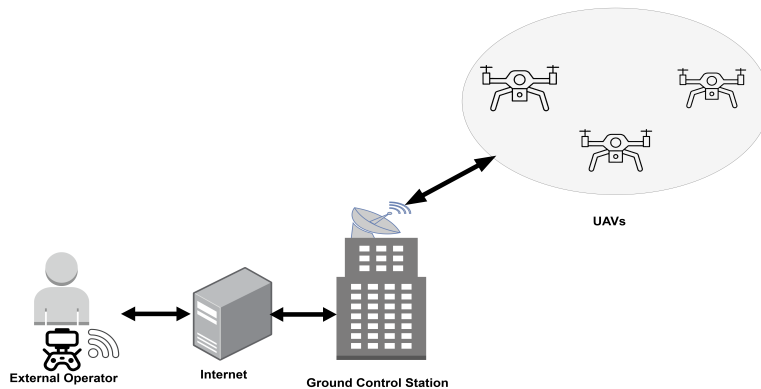 UAVs
External Operator
Internet
Ground Control Station